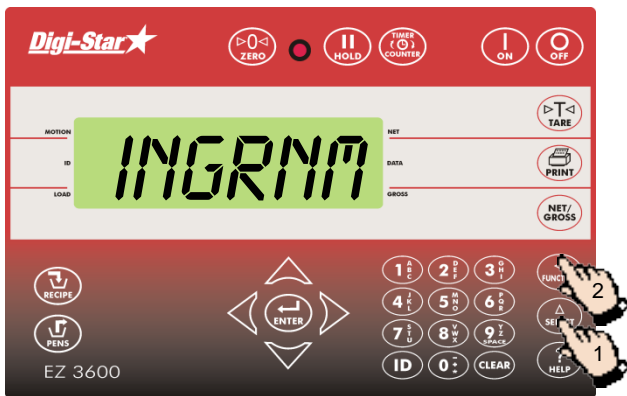 Digi-Star
▷0◁ ZERO
HOLD
TIMER COUNTER
ON
OFF
▷T◁ TARE
MOTION
NET
ID
INGRNM
DATA
PRINT
LOAD
GROSS
NET/ GROSS
RECIPE
ENTER
1 A B C
2 D E F
3 G H I
4 J K L
5 M N O
6 P Q R
7 S T U
8 V W X
9 Y Z SPACE
2
1
PENS
ID
0
CLEAR
HELP
EZ 3600